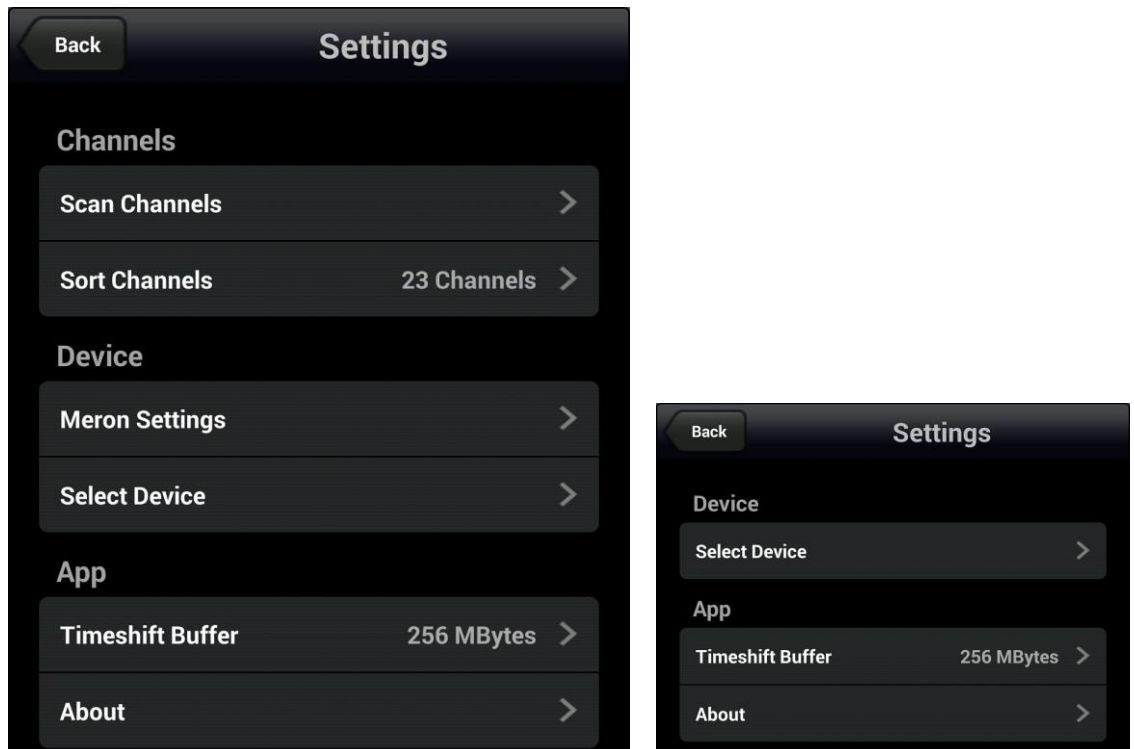 Back
Settings
Channels
Scan Channels
Sort Channels 23 Channels
Device
Meron Settings
Select Device
App
Timeshift Buffer 256 MBytes
About
Back
Settings
Device
Select Device
App
Timeshift Buffer 256 MBytes
About